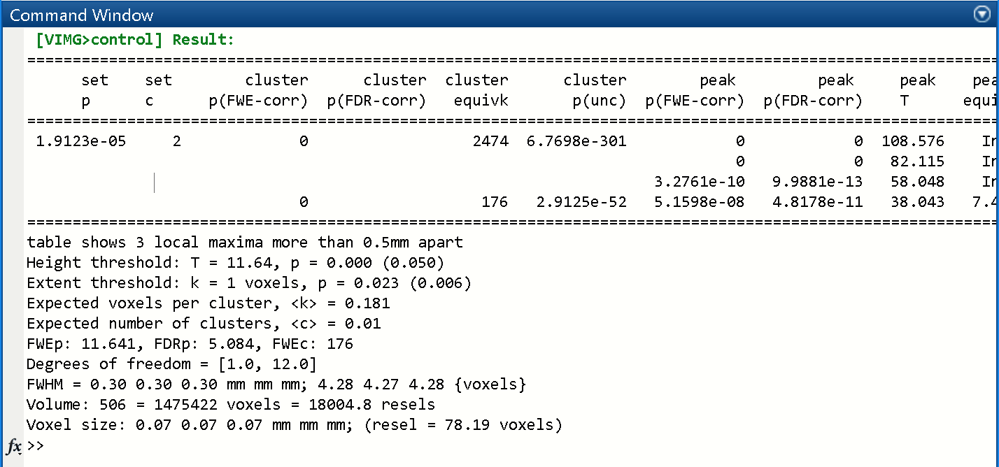 Command Window
[VIMG>control] Result:
================================================================================
set set cluster cluster cluster cluster peak peak peak pea
p c p(FWE-corr) p(FDR-corr) equivk p(unc) p(FWE-corr) p(FDR-corr) T equi
================================================================================
1.9123e-05 2 0 2474 6.7698e-301 0 0 108.576 In
0 0 82.115 In
3.2761e-10 9.9881e-13 58.048 In
0 176 2.9125e-52 5.1598e-08 4.8178e-11 38.043 7.4
================================================================================
table shows 3 local maxima more than 0.5mm apart
Height threshold: T = 11.64, p = 0.000 (0.050)
Extent threshold: k = 1 voxels, p = 0.023 (0.006)
Expected voxels per cluster, <k> = 0.181
Expected number of clusters, <c> = 0.01
FWEp: 11.641, FDRp: 5.084, FWEc: 176
Degrees of freedom = [1.0, 12.0]
FWHM = 0.30 0.30 0.30 mm mm mm; 4.28 4.27 4.28 {voxels}
Volume: 506 = 1475422 voxels = 18004.8 resels
Voxel size: 0.07 0.07 0.07 mm mm mm; (resel = 78.19 voxels)
fx >>